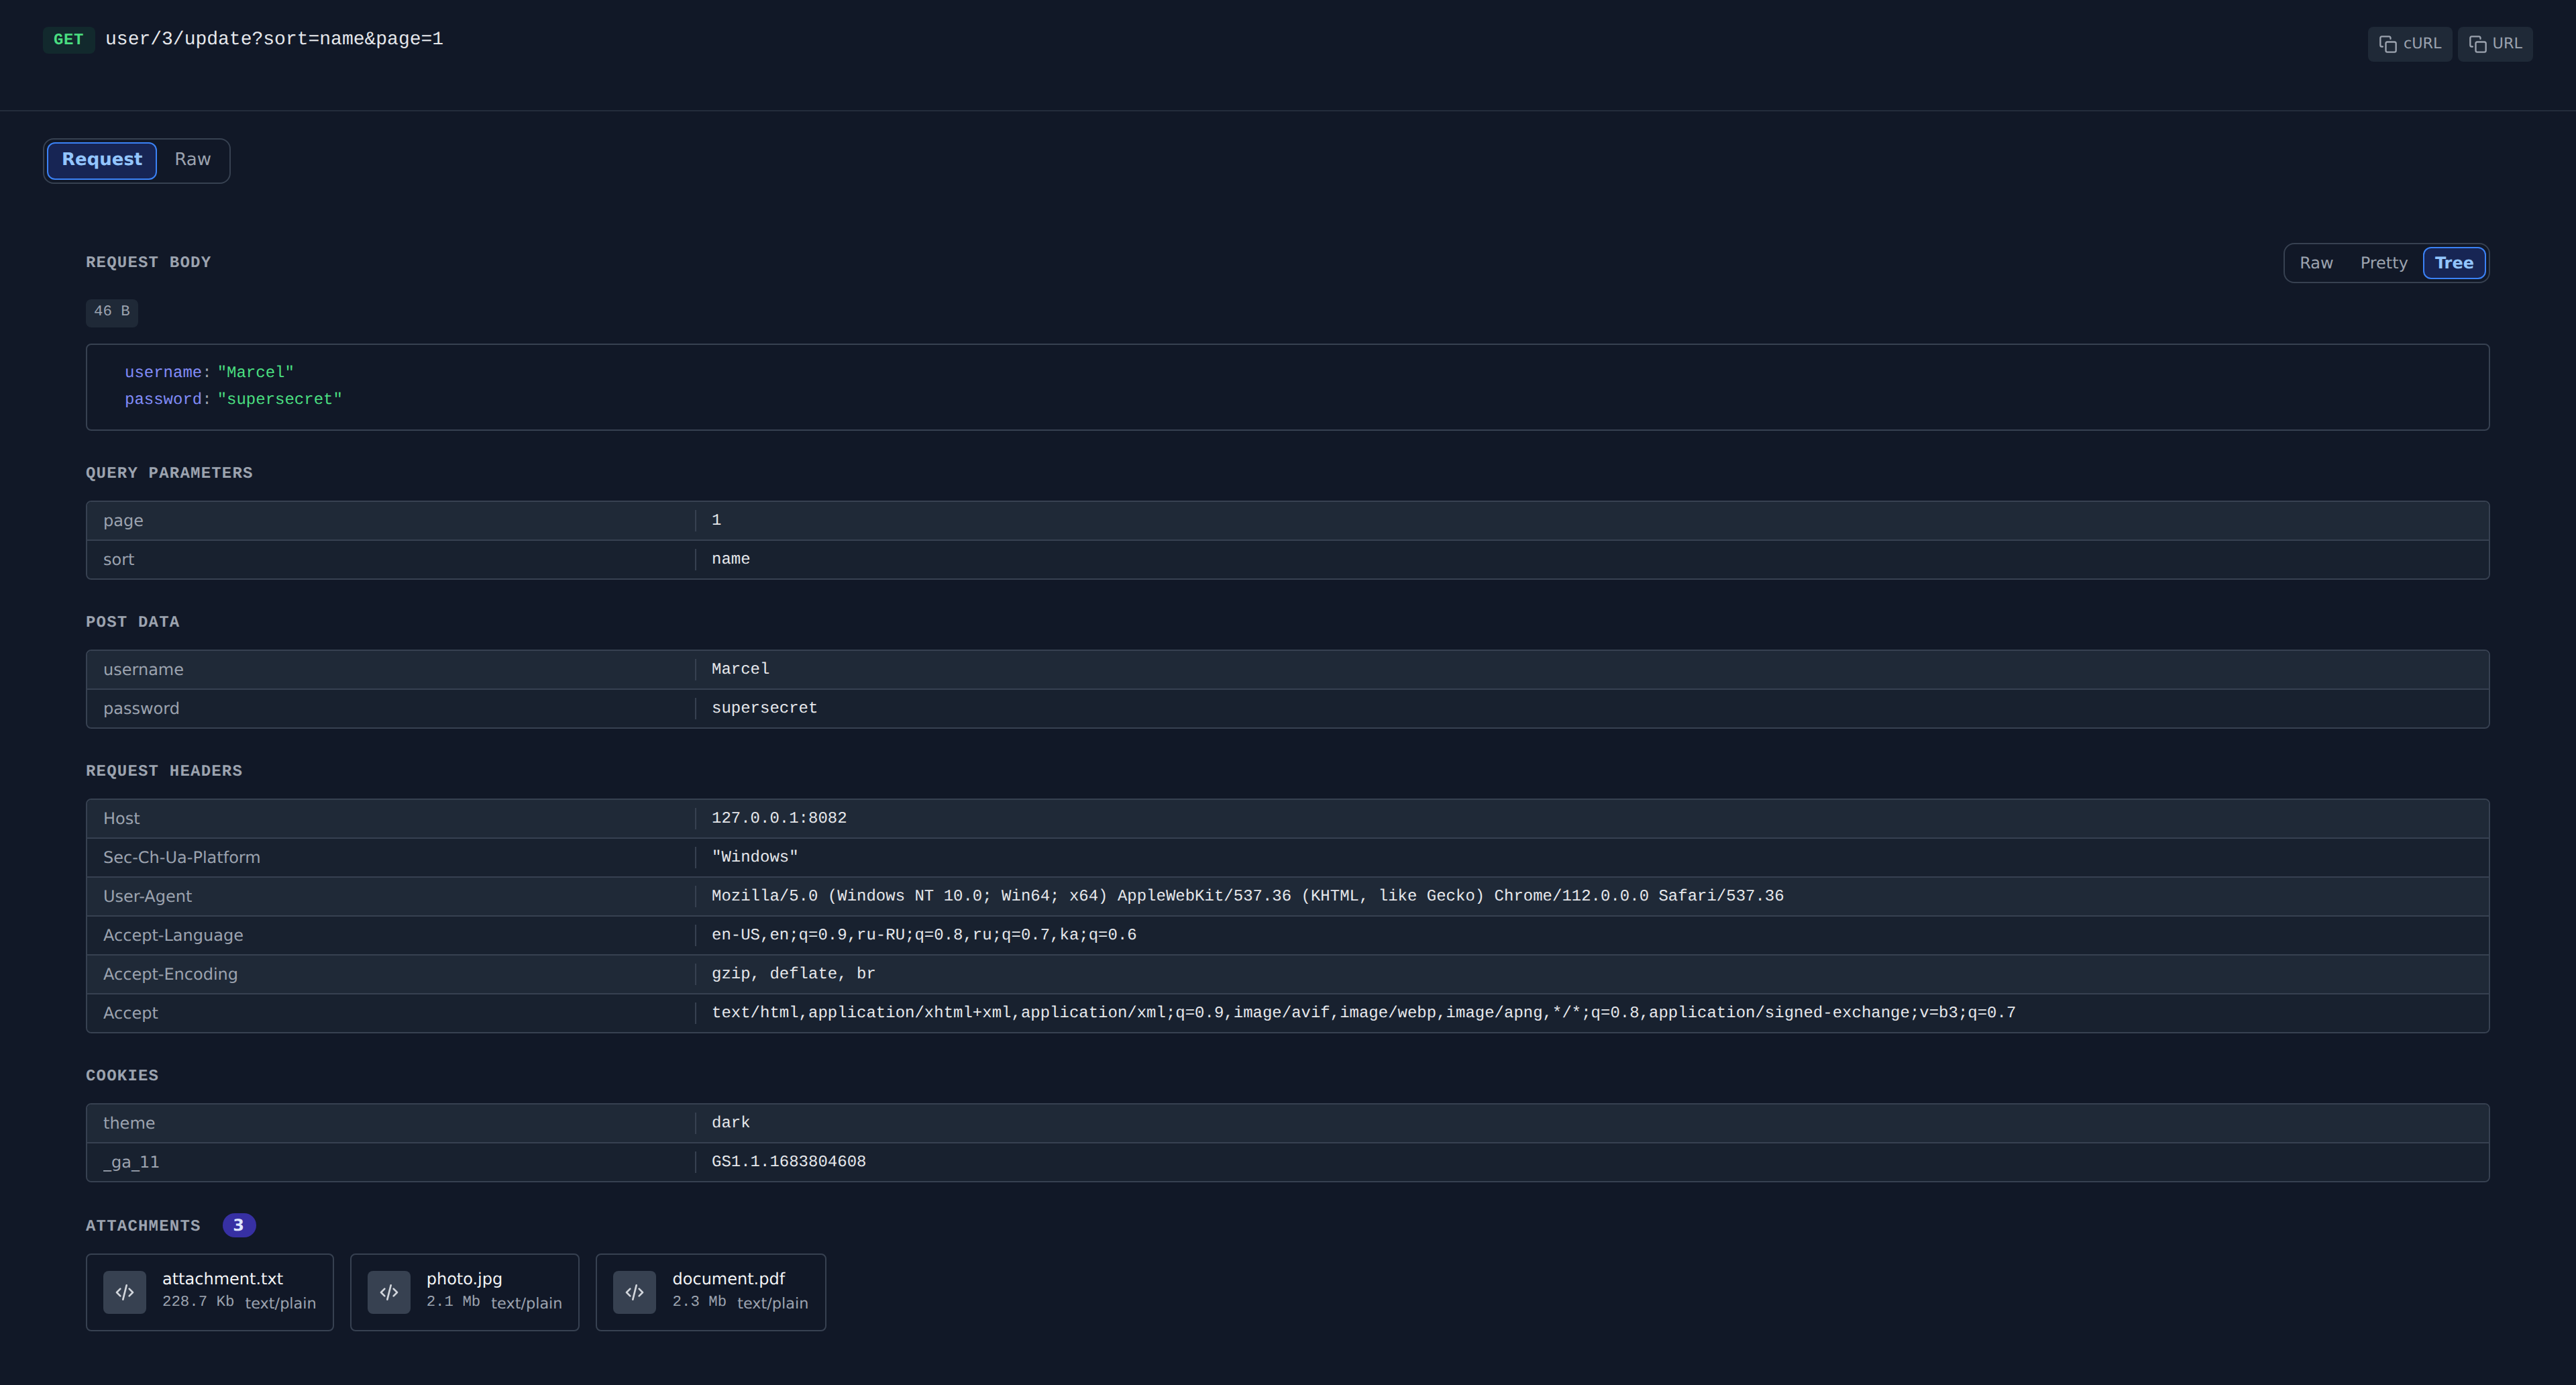 GET user/3/update?sort=name&page=1
cURL URL
Request Raw
REQUEST BODY
Raw Pretty Tree
46 B
username: "Marcel"
password: "supersecret"
QUERY PARAMETERS
page 1
sort name
POST DATA
username Marcel
password supersecret
REQUEST HEADERS
Host 127.0.0.1:8082
Sec-Ch-Ua-Platform "Windows"
User-Agent Mozilla/5.0 (Windows NT 10.0; Win64; x64) AppleWebKit/537.36 (KHTML, like Gecko) Chrome/112.0.0.0 Safari/537.36
Accept-Language en-US,en;q=0.9,ru-RU;q=0.8,ru;q=0.7,ka;q=0.6
Accept-Encoding gzip, deflate, br
Accept text/html,application/xhtml+xml,application/xml;q=0.9,image/avif,image/webp,image/apng,*/*;q=0.8,application/signed-exchange;v=b3;q=0.7
COOKIES
theme dark
_ga_11 GS1.1.1683804608
ATTACHMENTS 3
attachment.txt
228.7 Kb text/plain
photo.jpg
2.1 Mb text/plain
document.pdf
2.3 Mb text/plain